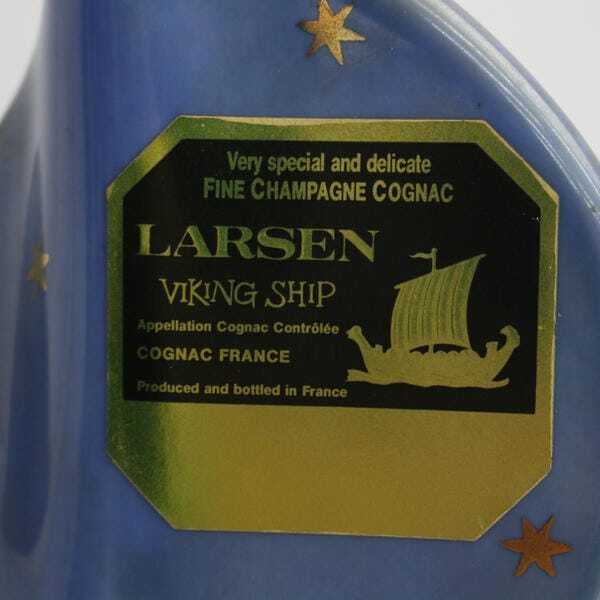 Very special and delicate
FINE CHAMPAGNE COGNAC
LARSEN
VIKING SHIP
Appellation Cognac Contrôlée
COGNAC FRANCE
Produced and bottled in France